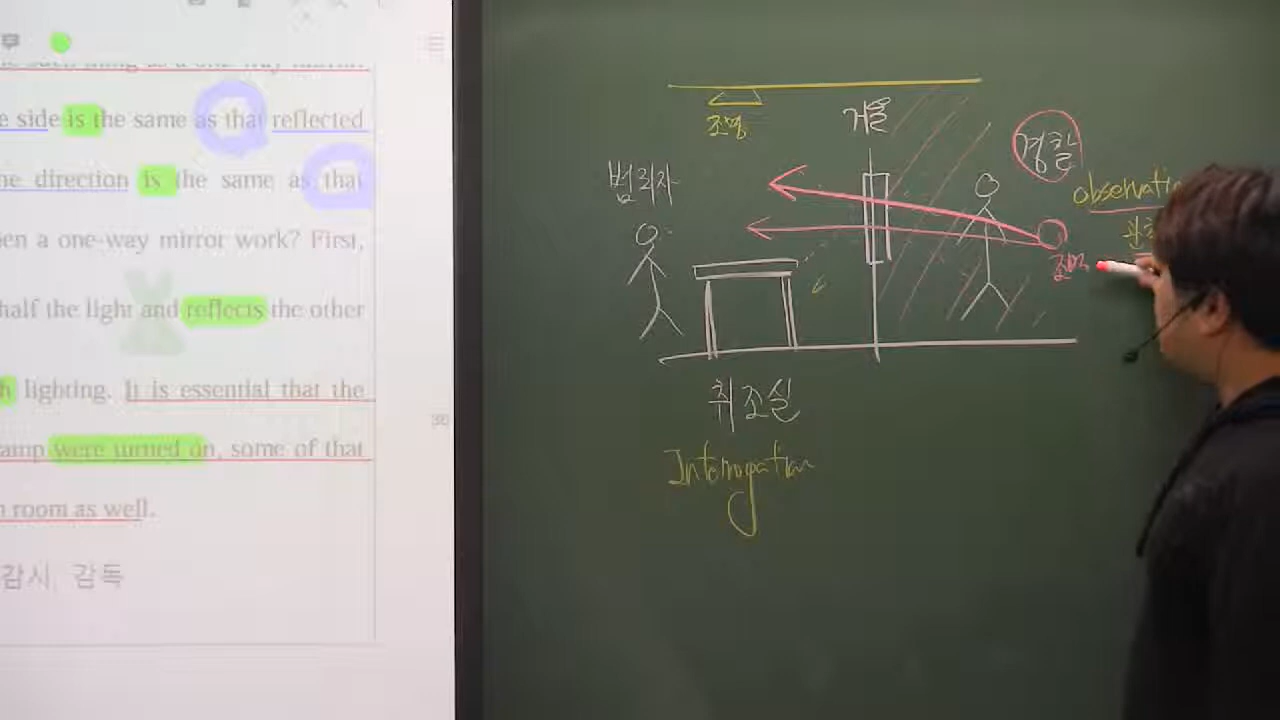 e side is the same as that reflected
ne direction is the same as that
en a one-way mirror work? First,
half the light and reflects the other
h lighting. It is essential that the
amp were turned on, some of that
n room as well.
감시, 감독
조명
거울
경찰
범죄자
observati
조명
취조실
Interrogation